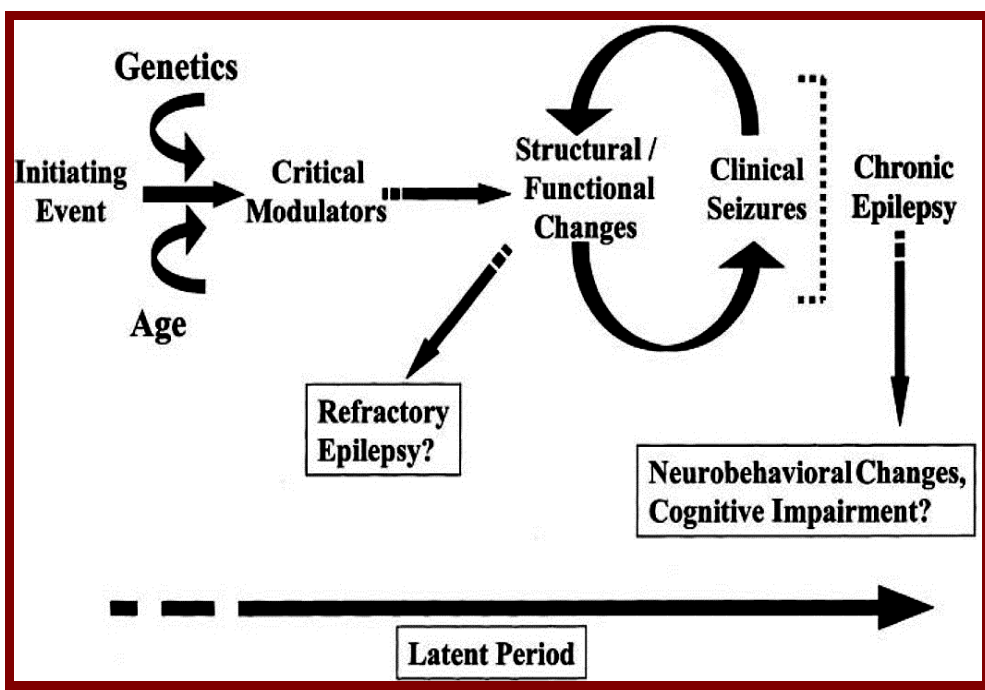 Genetics
Initiating
Event
Critical
Modulators
Age
Structural /
Functional
Changes
Clinical
Seizures
Chronic
Epilepsy
Refractory
Epilepsy?
Neurobehavioral Changes,
Cognitive Impairment?
Latent Period